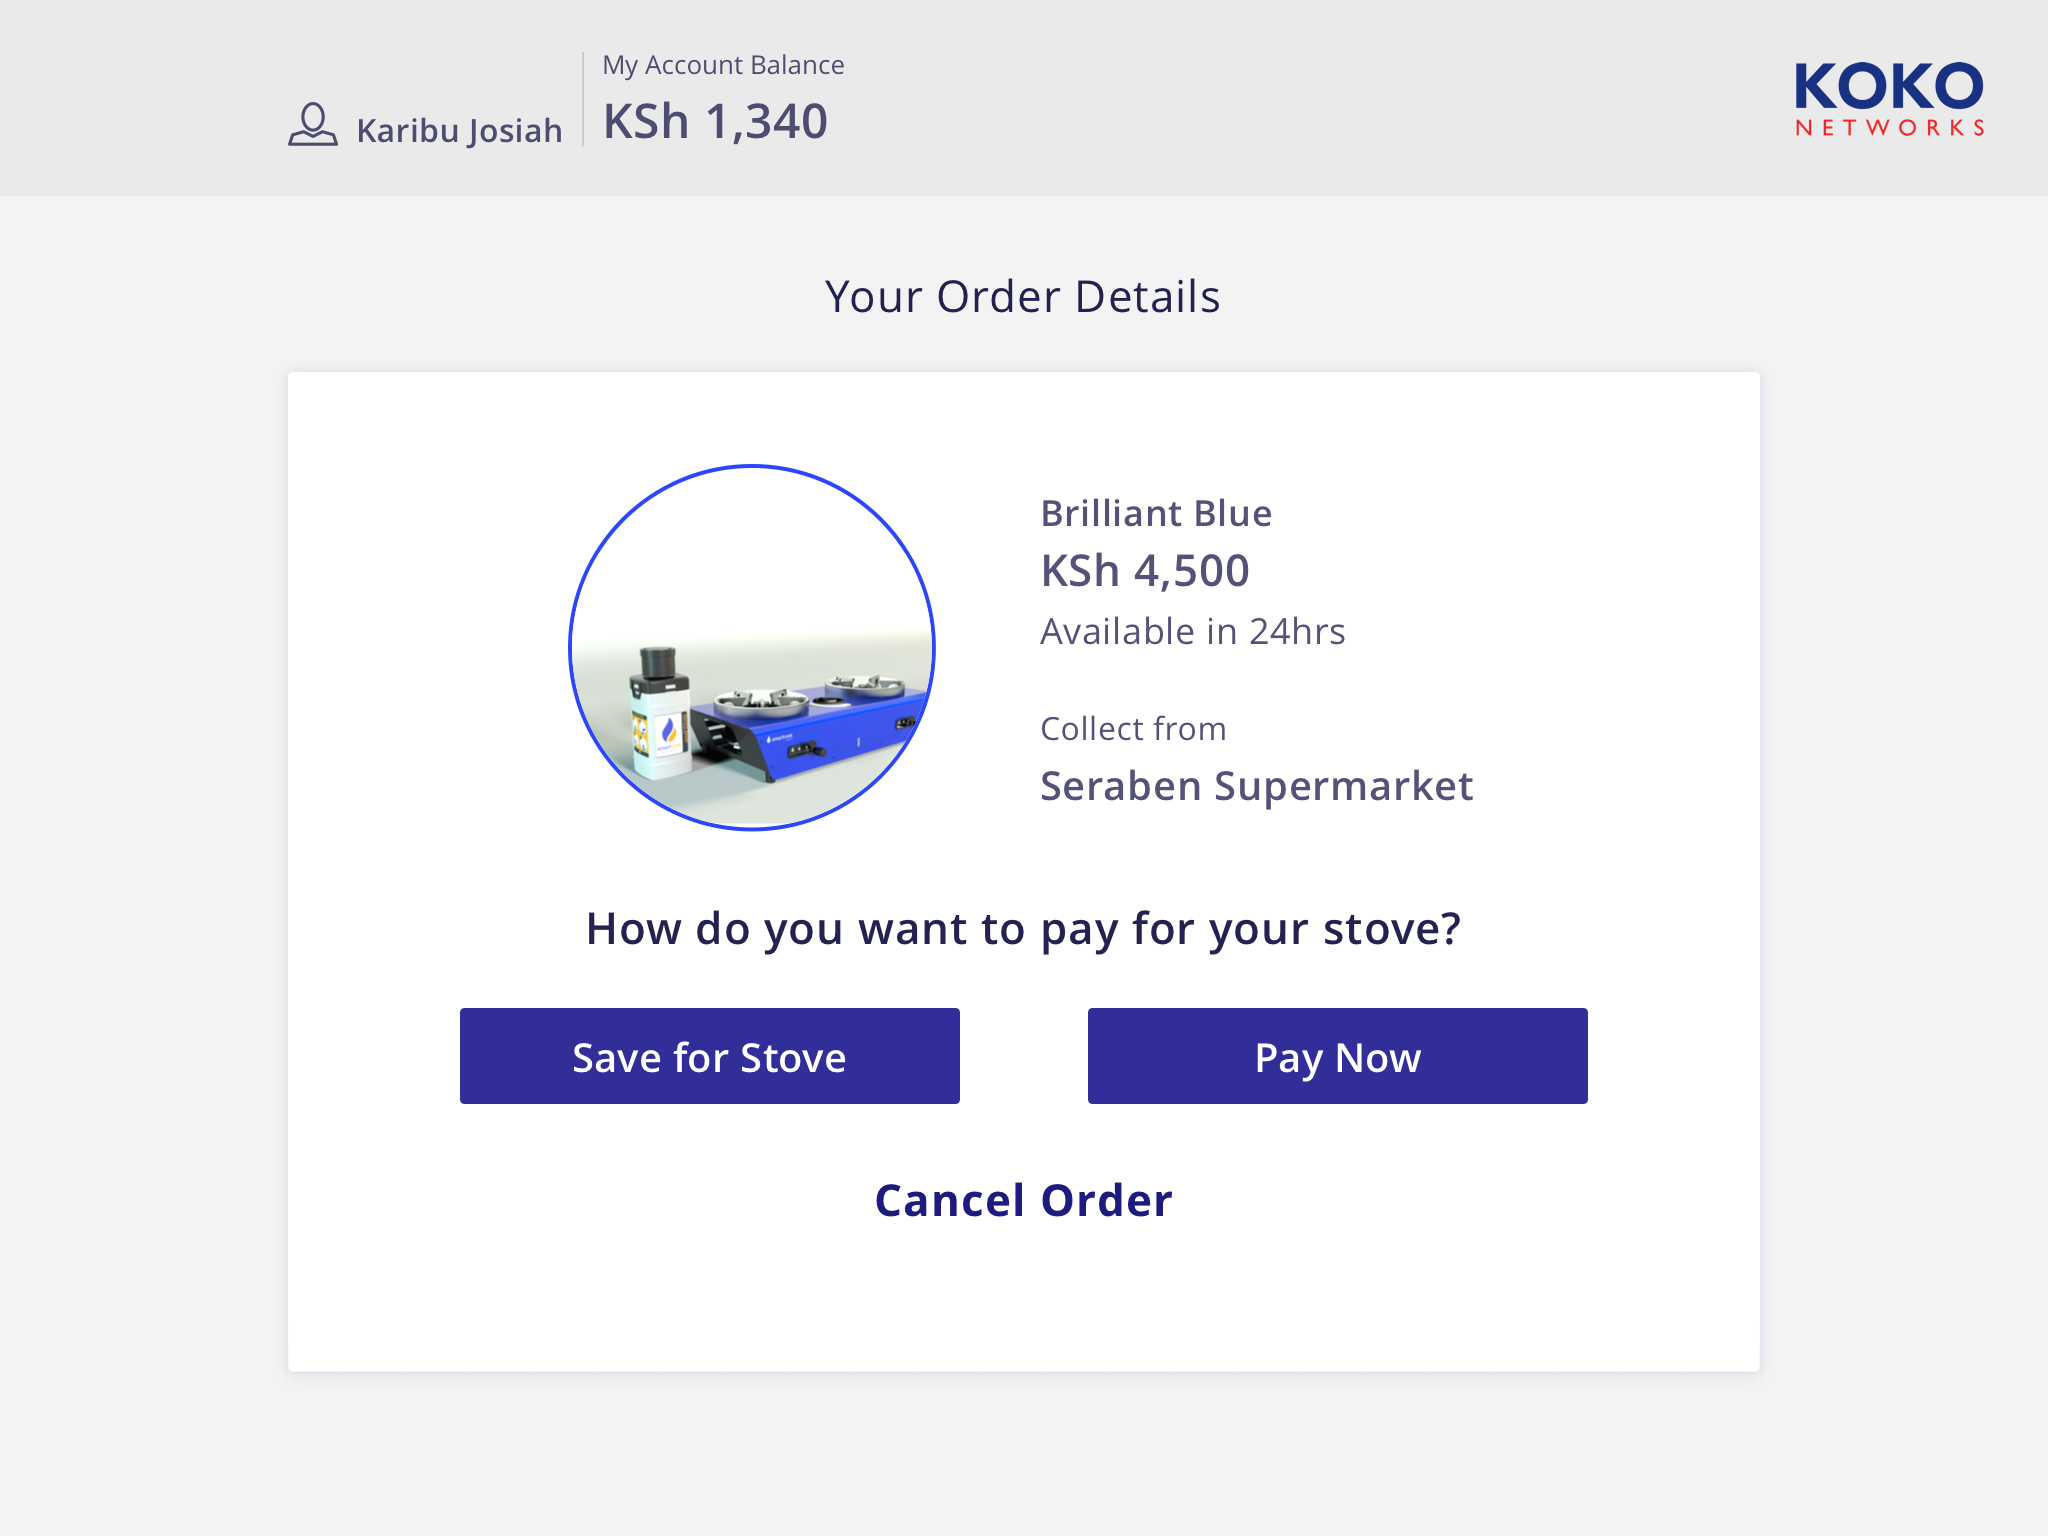 My Account Balance
Karibu Josiah
KSh 1,340
KOKO
NETWORKS
Your Order Details
Brilliant Blue
KSh 4,500
Available in 24hrs
Collect from
Seraben Supermarket
How do you want to pay for your stove?
Save for Stove
Pay Now
Cancel Order